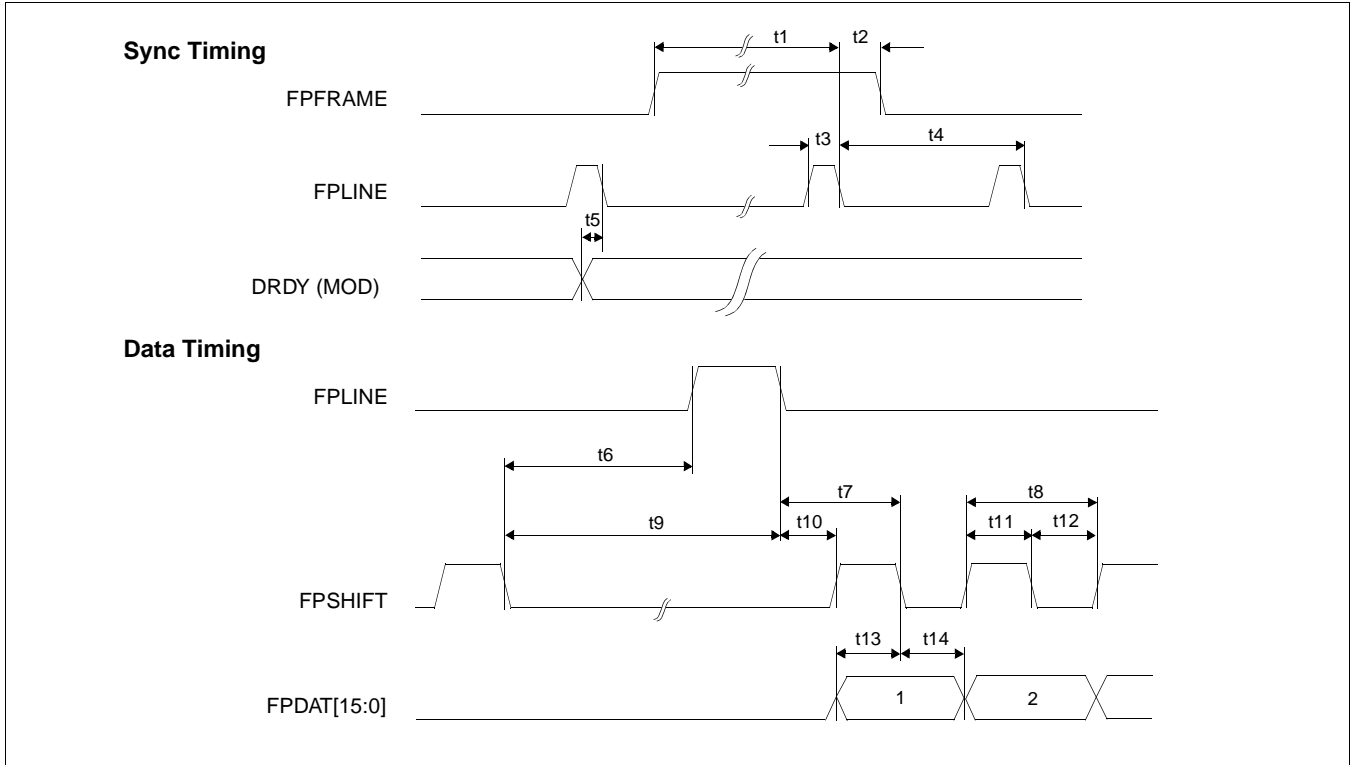 Sync Timing
t1 t2
FPFRAME
t3 t4
FPLINE
t5
DRDY (MOD)
Data Timing
FPLINE
t6
t7 t8
t9 t10 t11 t12
FPSHIFT
t13 t14
FPDAT[15:0] 1 2